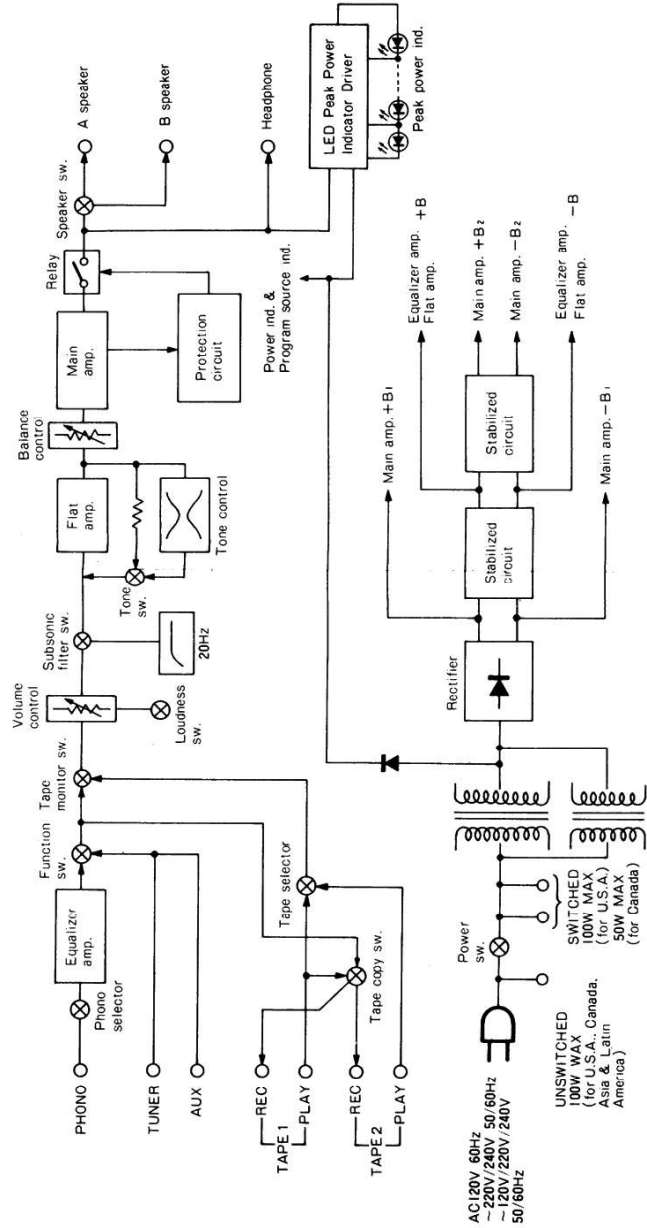 PHONO
Phono
selector
Equalizer
amp.
Function
sw.
Tape
monitor sw.
Volume
control
Loudness
sw.
Subsonic
filter sw.
20Hz
Flat
amp.
Tone
sw.
Tone control
Balance
control
Main
amp.
Protection
circuit
Relay
Speaker sw.
A speaker
B speaker
Headphone
TUNER
AUX
TAPE 1
REC
PLAY
TAPE 2
REC
PLAY
Tape selector
Tape copy sw.
Power ind. &
Program source ind.
LED Peak Power
Indicator Driver
Peak power ind.
AC120V 60Hz
~220V/240V 50/60Hz
~120V/220V/240V
50/60Hz
UNSWITCHED
100W WAX
(for U.S.A., Canada,
Asia & Latin
America)
Power
sw.
SWITCHED
100W MAX
(for U.S.A.)
50W MAX
(for Canada)
Rectifier
Stabilized
circuit
Stabilized
circuit
Main amp. +B1
Equalizer amp. +B
Flat amp.
Main amp. +B2
Main amp. -B2
Equalizer amp. -B
Flat amp.
Main amp. -B1